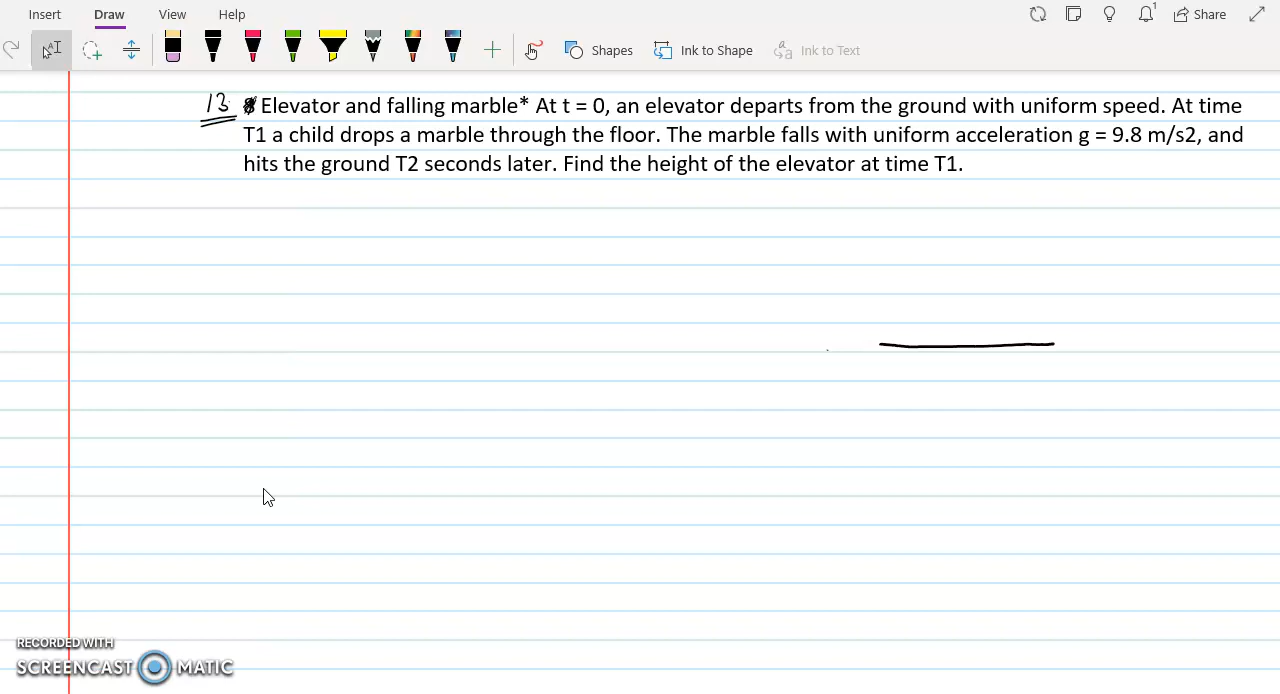 Insert Draw View Help 1 Share
Shapes Ink to Shape Ink to Text
13 Elevator and falling marble* At t = 0, an elevator departs from the ground with uniform speed. At time
T1 a child drops a marble through the floor. The marble falls with uniform acceleration g = 9.8 m/s2, and
hits the ground T2 seconds later. Find the height of the elevator at time T1.
RECORDED WITH
SCREENCAST MATIC